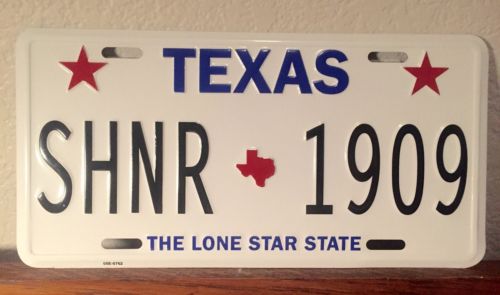 TEXAS
SHNR 1909
THE LONE STAR STATE